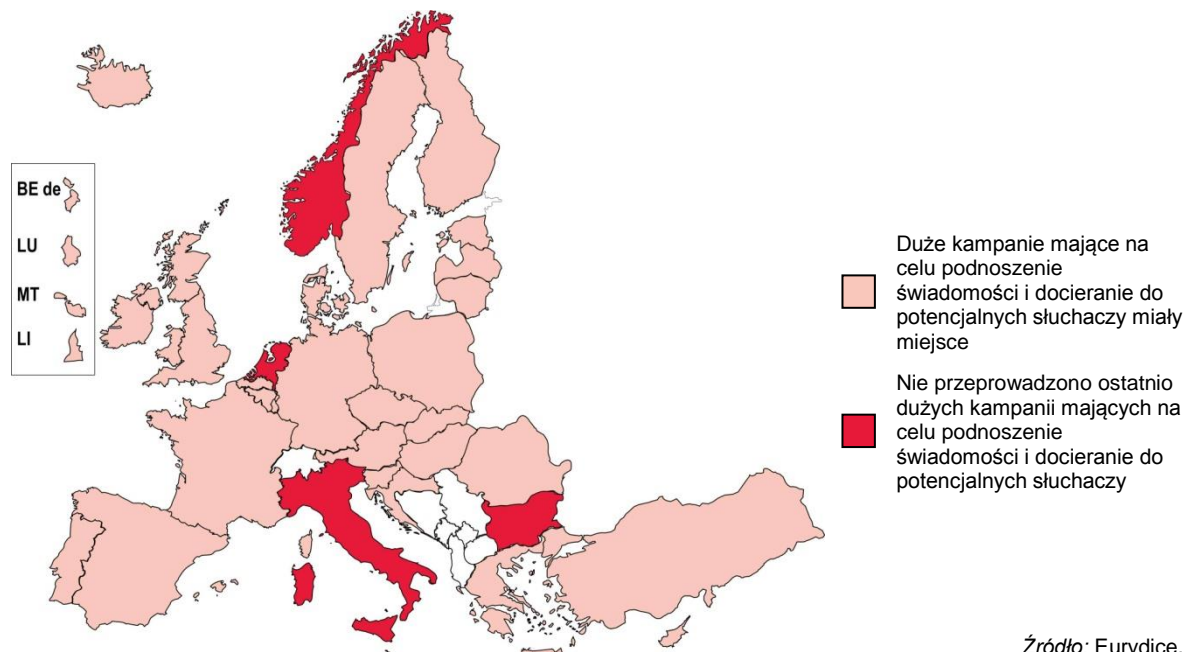 BE de
LU
MT
LI
Duże kampanie mające na
celu podnoszenie
świadomości i docieranie do
potencjalnych słuchaczy miały
miejsce
Nie przeprowadzono ostatnio
dużych kampanii mających na
celu podnoszenie
świadomości i docieranie do
potencjalnych słuchaczy
Źródło: Eurydice.